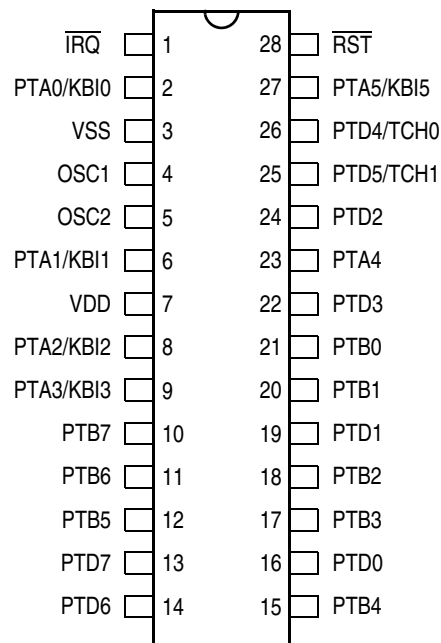 I̅R̅Q̅ 1 28 R̅S̅T̅
PTA0/KBI0 2 27 PTA5/KBI5
VSS 3 26 PTD4/TCH0
OSC1 4 25 PTD5/TCH1
OSC2 5 24 PTD2
PTA1/KBI1 6 23 PTA4
VDD 7 22 PTD3
PTA2/KBI2 8 21 PTB0
PTA3/KBI3 9 20 PTB1
PTB7 10 19 PTD1
PTB6 11 18 PTB2
PTB5 12 17 PTB3
PTD7 13 16 PTD0
PTD6 14 15 PTB4